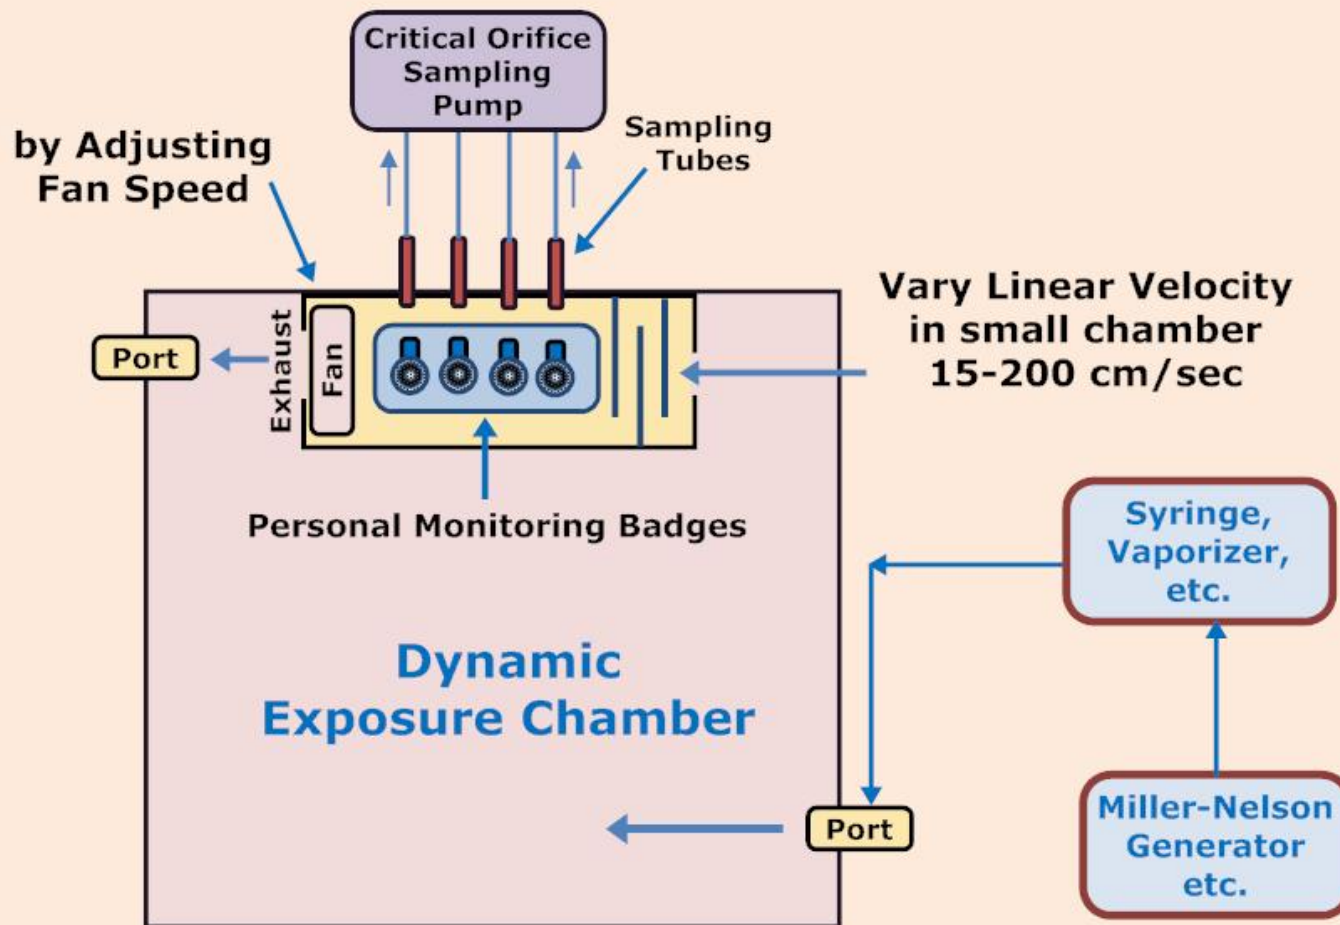 Critical Orifice
Sampling
Pump
by Adjusting
Fan Speed
Sampling
Tubes
Vary Linear Velocity
in small chamber
15-200 cm/sec
Port
Exhaust
Fan
Personal Monitoring Badges
Syringe,
Vaporizer,
etc.
Dynamic
Exposure Chamber
Port
Miller-Nelson
Generator
etc.